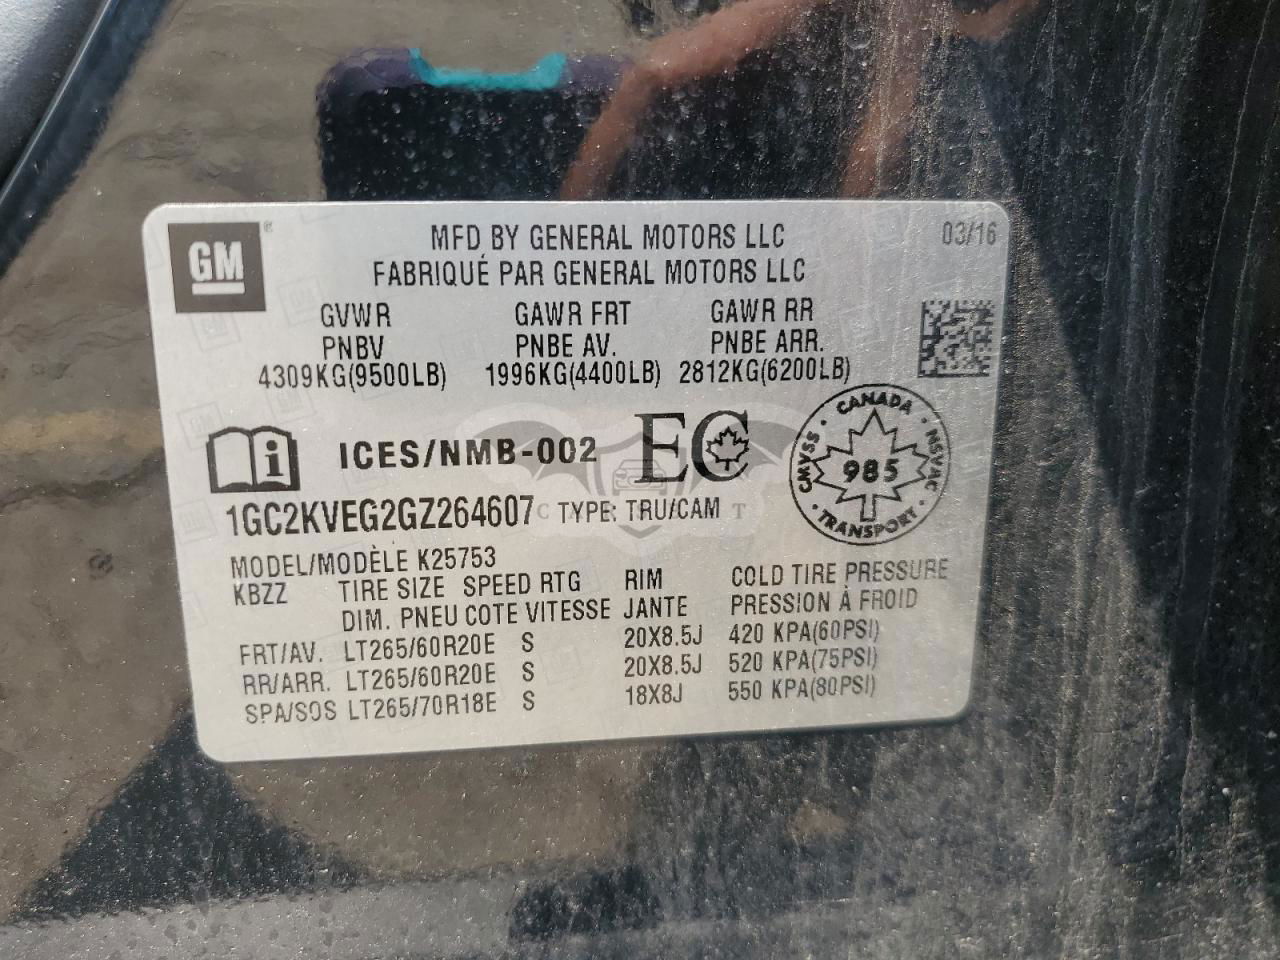 GM ®
MFD BY GENERAL MOTORS LLC 03/16
FABRIQUÉ PAR GENERAL MOTORS LLC
GVWR GAWR FRT GAWR RR
PNBV PNBE AV. PNBE ARR.
4309KG(9500LB) 1996KG(4400LB) 2812KG(6200LB)
i ICES/NMB-002 EC
CANADA · NSVAC · TRANSPORT · CMVSS ·
985
1GC2KVEG2GZ264607 TYPE: TRU/CAM
MODEL/MODÈLE K25753
KBZZ TIRE SIZE SPEED RTG RIM COLD TIRE PRESSURE
DIM. PNEU COTE VITESSE JANTE PRESSION À FROID
FRT/AV. LT265/60R20E S 20X8.5J 420 KPA(60PSI)
RR/ARR. LT265/60R20E S 20X8.5J 520 KPA(75PSI)
SPA/SOS LT265/70R18E S 18X8J 550 KPA(80PSI)